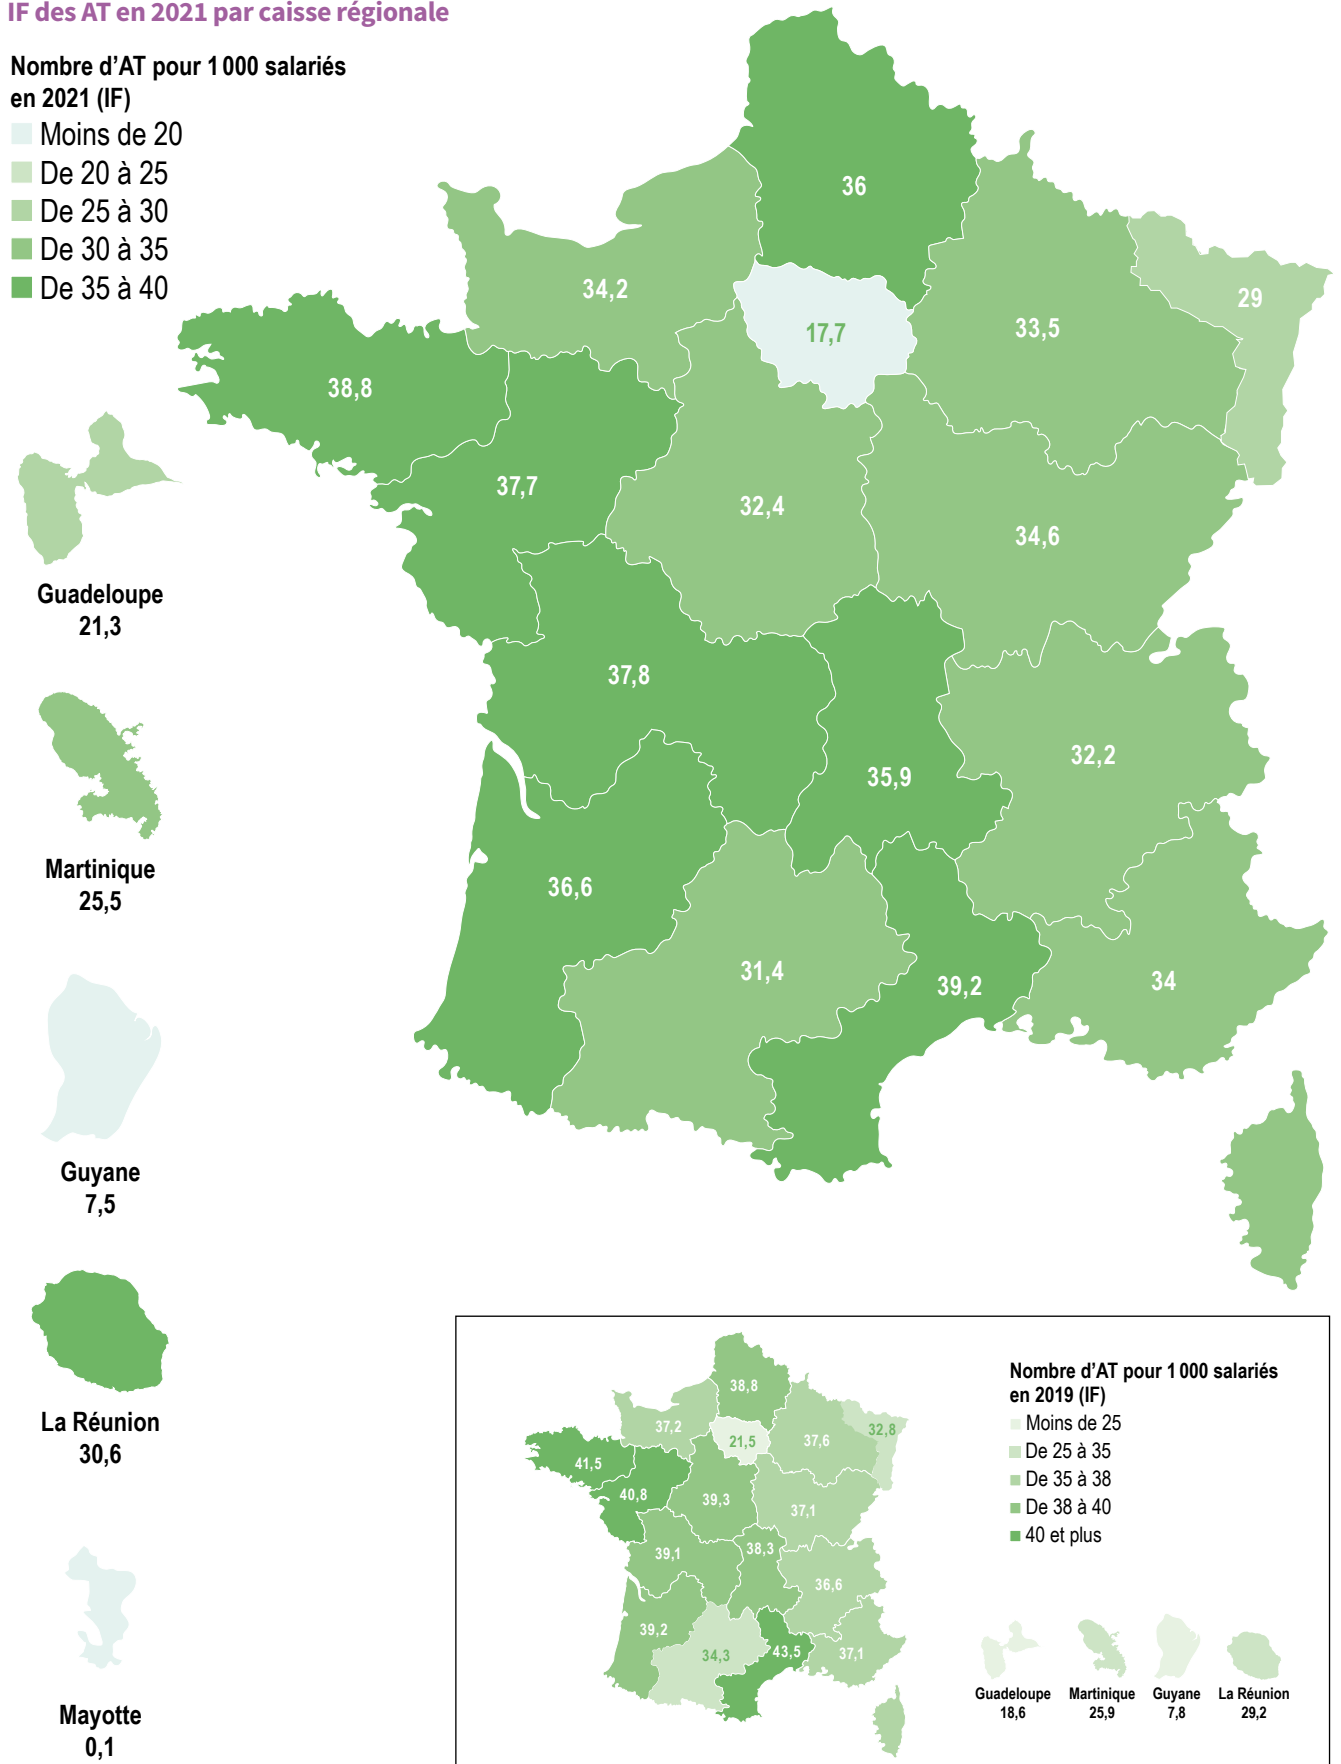 IF des AT en 2021 par caisse régionale
Nombre d'AT pour 1 000 salariés
en 2021 (IF)
Moins de 20
De 20 à 25
De 25 à 30
De 30 à 35
De 35 à 40
36
34,2
29
17,7
33,5
38,8
37,7
32,4
34,6
37,8
32,2
35,9
36,6
31,4
39,2
34
Guadeloupe
21,3
Martinique
25,5
Guyane
7,5
La Réunion
30,6
Mayotte
0,1
Nombre d'AT pour 1 000 salariés
en 2019 (IF)
Moins de 25
De 25 à 35
De 35 à 38
De 38 à 40
40 et plus
38,8
37,2
32,8
21,5
37,6
41,5
40,8
39,3
37,1
39,1
38,3
36,6
39,2
34,3
43,5
37,1
Guadeloupe
18,6
Martinique
25,9
Guyane
7,8
La Réunion
29,2